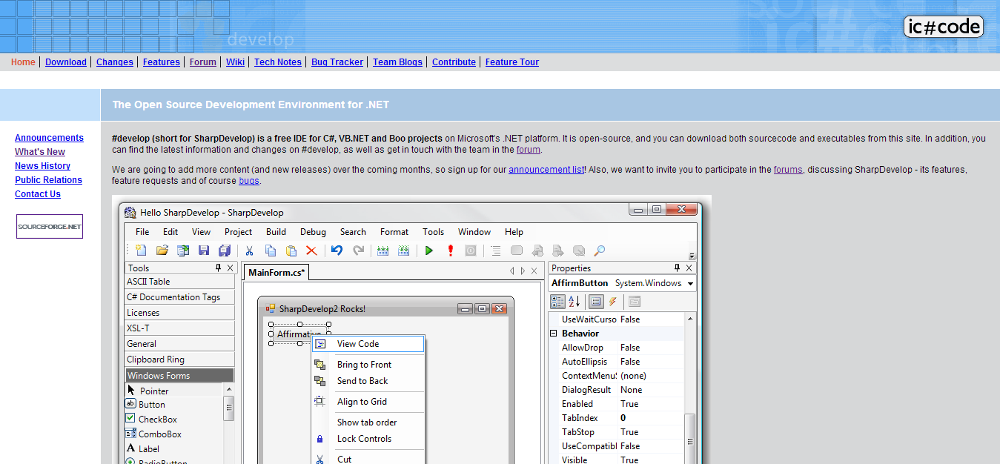 develop
ic#code
Home Download Changes Features Forum Wiki Tech Notes Bug Tracker Team Blogs Contribute Feature Tour
The Open Source Development Environment for .NET
Announcements
What's New
News History
Public Relations
Contact Us
SOURCEFORGE.NET
#develop (short for SharpDevelop) is a free IDE for C#, VB.NET and Boo projects on Microsoft's .NET platform. It is open-source, and you can download both sourcecode and executables from this site. In addition, you
can find the latest information and changes on #develop, as well as get in touch with the team in the forum.
We are going to add more content (and new releases) over the coming months, so sign up for our announcement list! Also, we want to invite you to participate in the forums, discussing SharpDevelop - its features,
feature requests and of course bugs.
Hello SharpDevelop - SharpDevelop
File Edit View Project Build Debug Search Format Tools Window Help
Tools
ASCII Table
C# Documentation Tags
Licenses
XSL-T
General
Clipboard Ring
Windows Forms
Pointer
Button
CheckBox
ComboBox
Label
RadioButton
MainForm.cs*
SharpDevelop2 Rocks!
Affirmative
View Code
Bring to Front
Send to Back
Align to Grid
Show tab order
Lock Controls
Cut
Properties
AffirmButton System.Windows
UseWaitCurso False
Behavior
AllowDrop False
AutoEllipsis False
ContextMenu (none)
DialogResult None
Enabled True
TabIndex 0
TabStop True
UseCompatibl False
Visible True